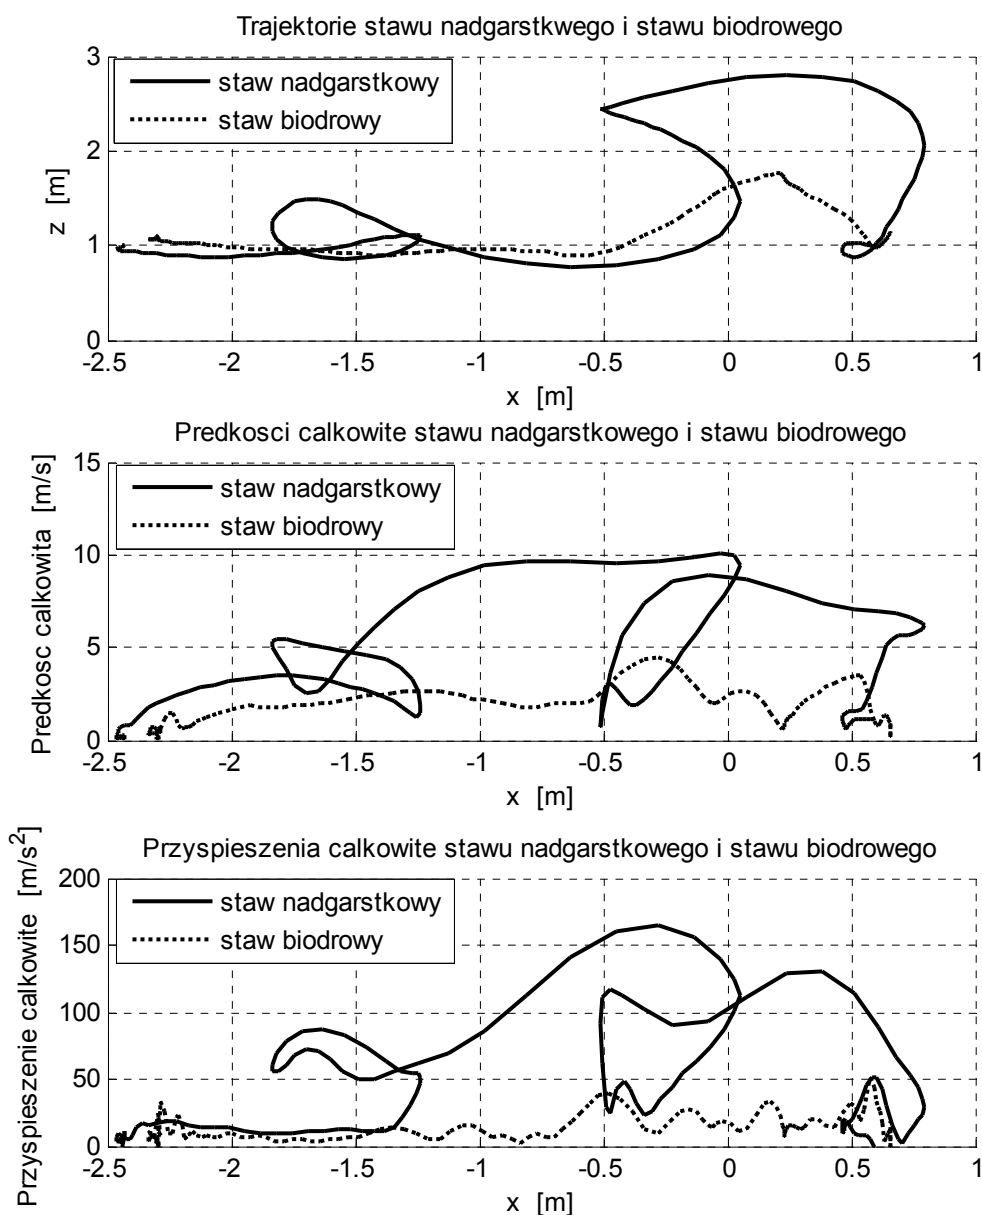 Trajektorie stawu nadgarstkwego i stawu biodrowego
3
2
1
0
z [m]
staw nadgarstkowy
staw biodrowy
-2.5 -2 -1.5 -1 -0.5 0 0.5 1
x [m]
Predkosci calkowite stawu nadgarstkowego i stawu biodrowego
15
10
5
0
Predkosc calkowita [m/s]
staw nadgarstkowy
staw biodrowy
-2.5 -2 -1.5 -1 -0.5 0 0.5 1
x [m]
Przyspieszenia calkowite stawu nadgarstkowego i stawu biodrowego
200
150
100
50
0
Przyspieszenie calkowite [m/s²]
staw nadgarstkowy
staw biodrowy
-2.5 -2 -1.5 -1 -0.5 0 0.5 1
x [m]